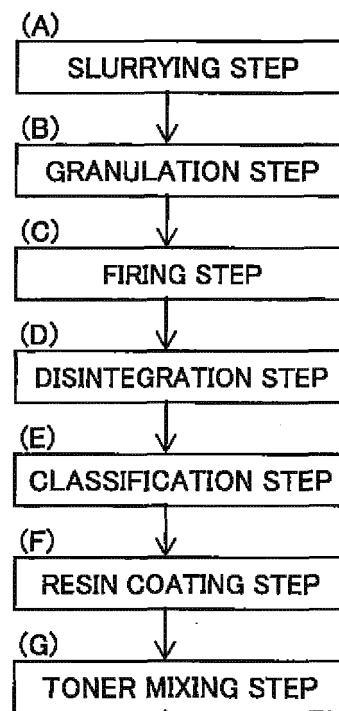 (A)
SLURRYING STEP
(B)
GRANULATION STEP
(C)
FIRING STEP
(D)
DISINTEGRATION STEP
(E)
CLASSIFICATION STEP
(F)
RESIN COATING STEP
(G)
TONER MIXING STEP